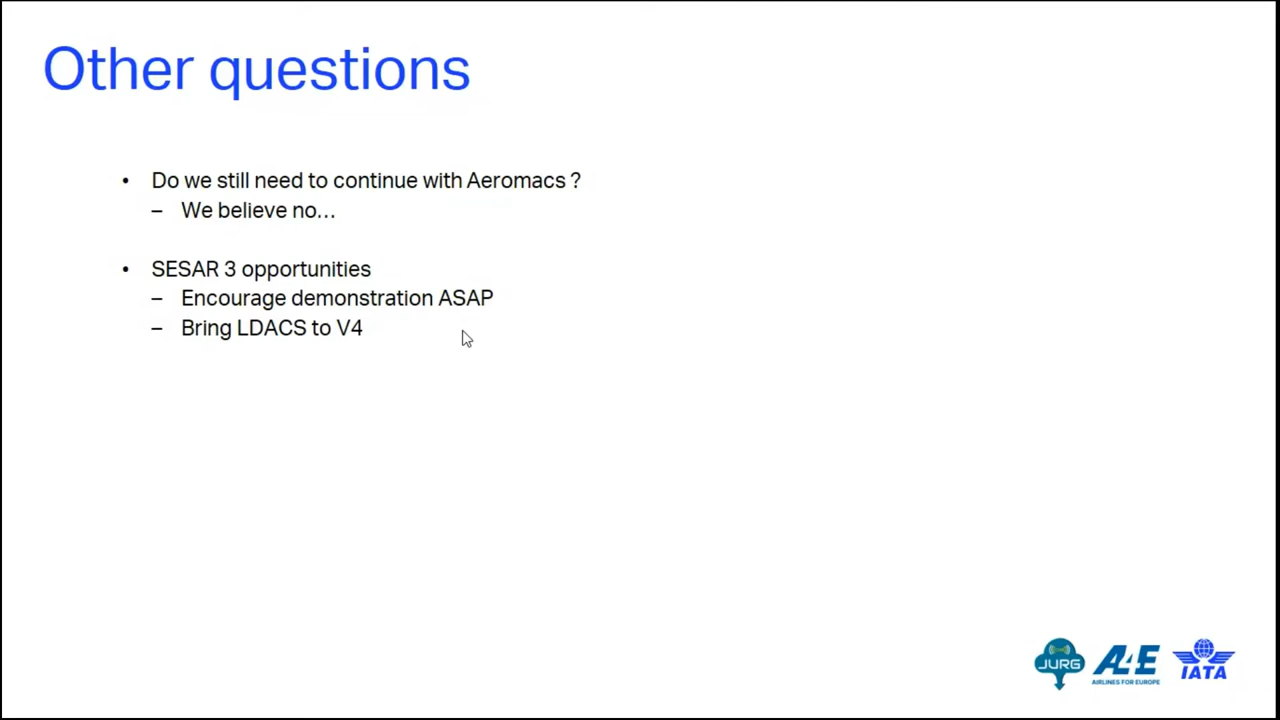 Other questions
• Do we still need to continue with Aeromacs ?
– We believe no...
• SESAR 3 opportunities
– Encourage demonstration ASAP
– Bring LDACS to V4
JURG
A4E
AIRLINES FOR EUROPE
IATA